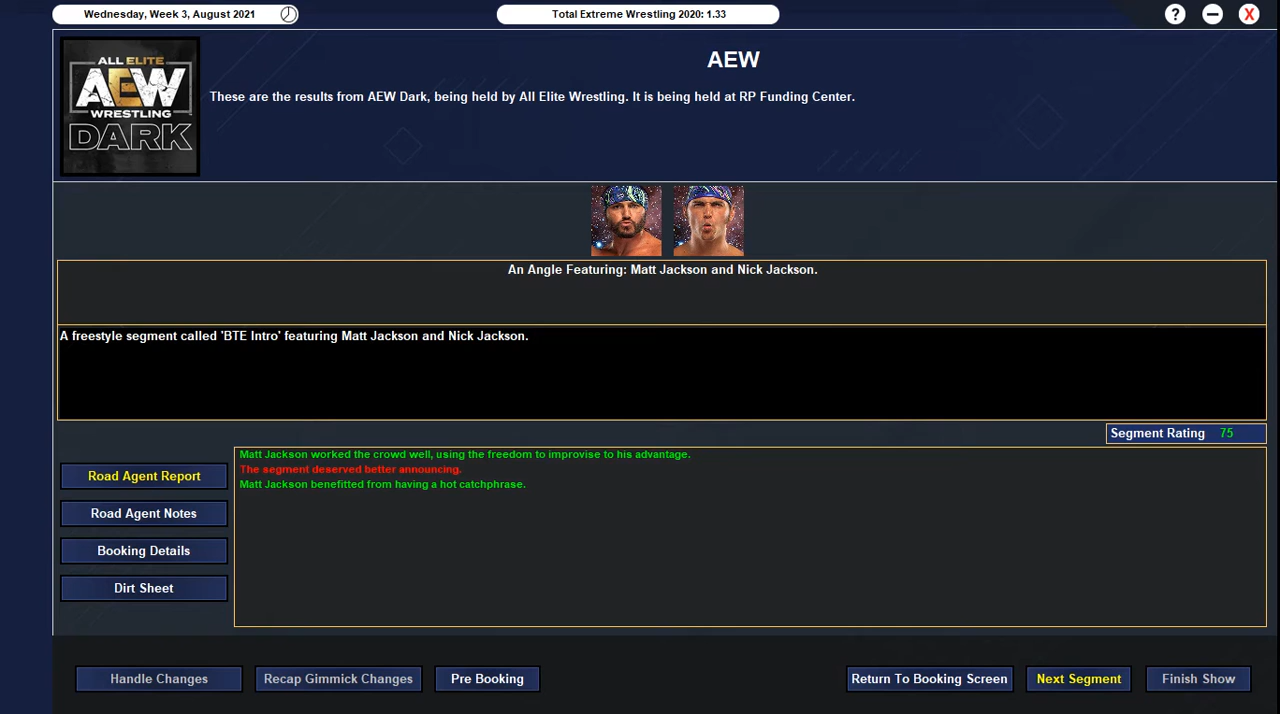 Wednesday, Week 3, August 2021
Total Extreme Wrestling 2020: 1.33
?
X
ALL ELITE
AEW
WRESTLING
DARK
AEW
These are the results from AEW Dark, being held by All Elite Wrestling. It is being held at RP Funding Center.
An Angle Featuring: Matt Jackson and Nick Jackson.
A freestyle segment called 'BTE Intro' featuring Matt Jackson and Nick Jackson.
Segment Rating 75
Matt Jackson worked the crowd well, using the freedom to improvise to his advantage.
The segment deserved better announcing.
Matt Jackson benefitted from having a hot catchphrase.
Road Agent Report
Road Agent Notes
Booking Details
Dirt Sheet
Handle Changes
Recap Gimmick Changes
Pre Booking
Return To Booking Screen
Next Segment
Finish Show